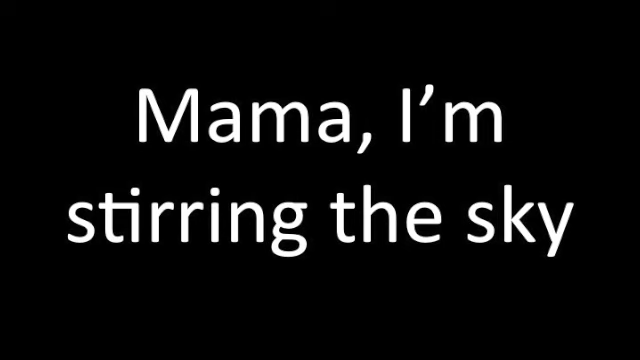 Mama, I’m
stirring the sky